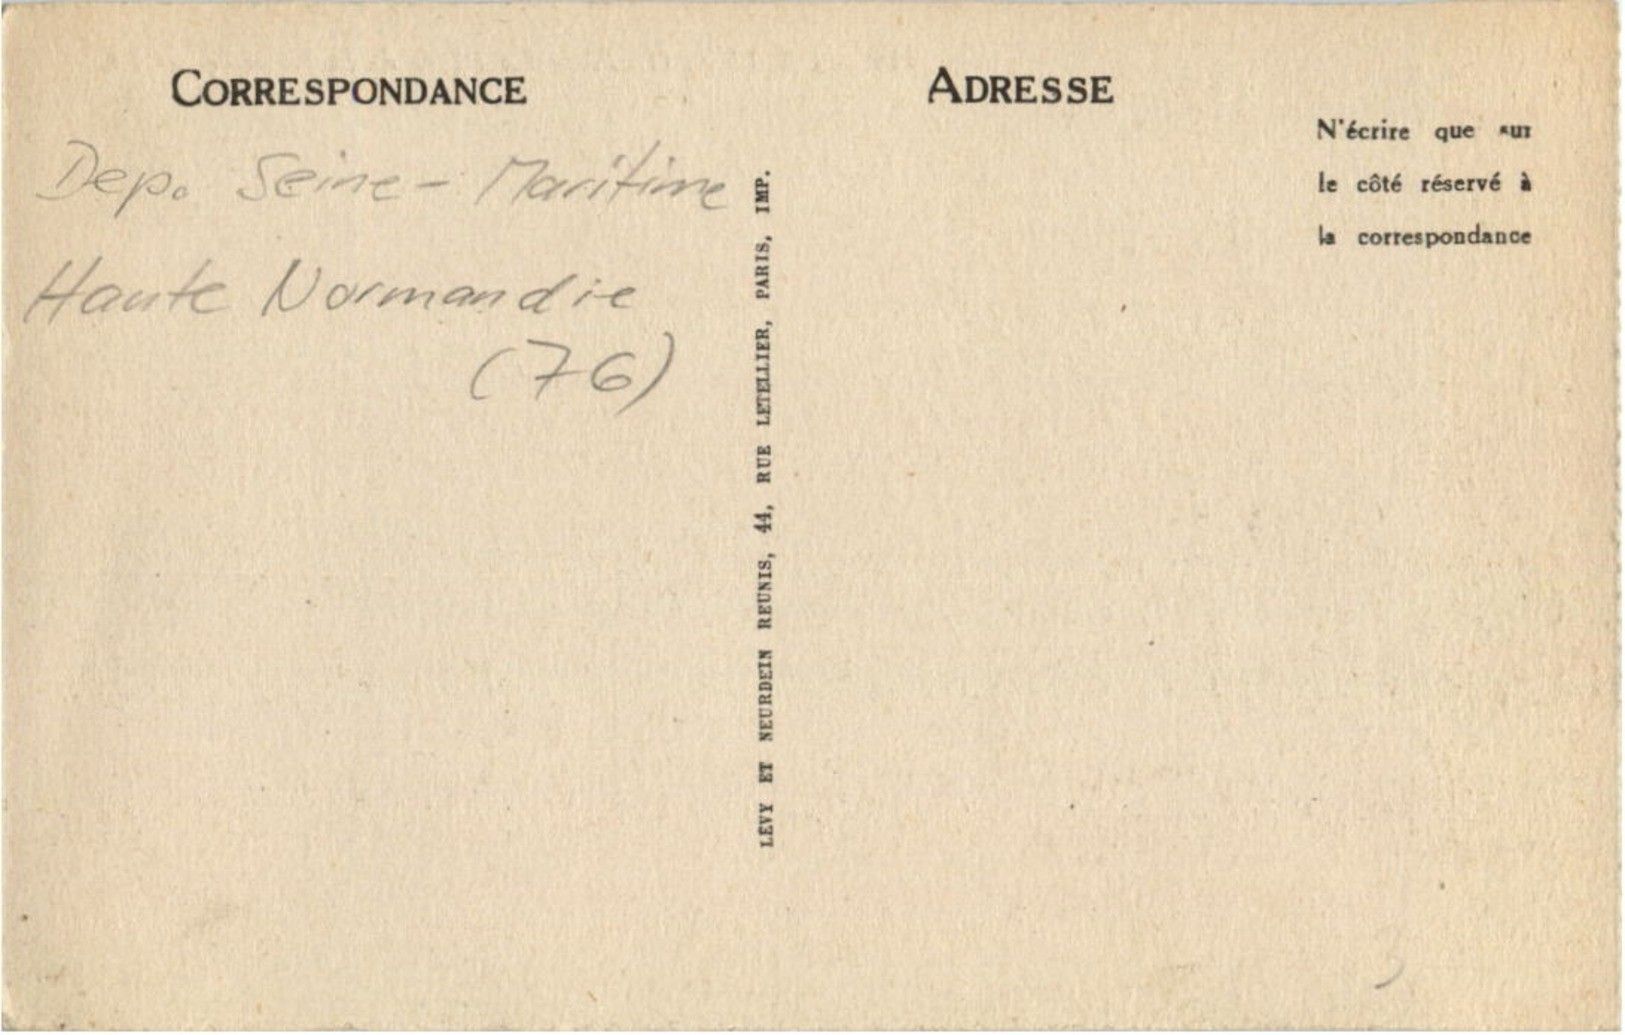 CORRESPONDANCE
Dep. Seine-Maritime
Haute Normandie
(76)
LÉVY ET NEURDEIN REUNIS, 44, RUE LETELLIER, PARIS, IMP.
ADRESSE
N'écrire que sur
le côté réservé à
la correspondance